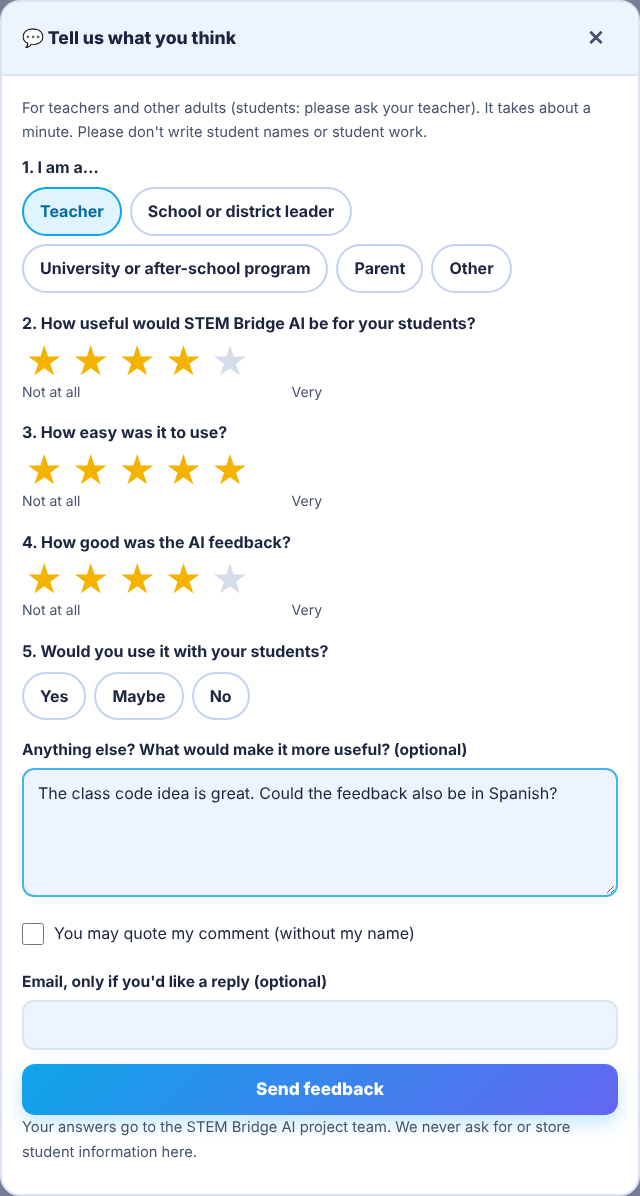 💬 Tell us what you think ✕
For teachers and other adults (students: please ask your teacher). It takes about a
minute. Please don't write student names or student work.
1. I am a...
Teacher
School or district leader
University or after-school program
Parent
Other
2. How useful would STEM Bridge AI be for your students?
★ ★ ★ ★ ★
Not at all
Very
3. How easy was it to use?
★ ★ ★ ★ ★
Not at all
Very
4. How good was the AI feedback?
★ ★ ★ ★ ★
Not at all
Very
5. Would you use it with your students?
Yes
Maybe
No
Anything else? What would make it more useful? (optional)
The class code idea is great. Could the feedback also be in Spanish?
You may quote my comment (without my name)
Email, only if you'd like a reply (optional)
Send feedback
Your answers go to the STEM Bridge AI project team. We never ask for or store
student information here.